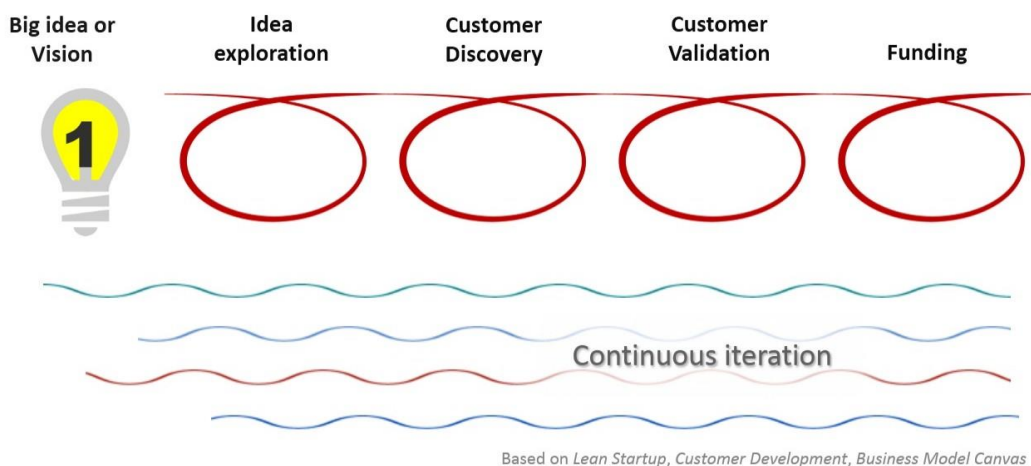 Big idea or
Vision
Idea
exploration
Customer
Discovery
Customer
Validation
Funding
1
Continuous iteration
Based on Lean Startup, Customer Development, Business Model Canvas